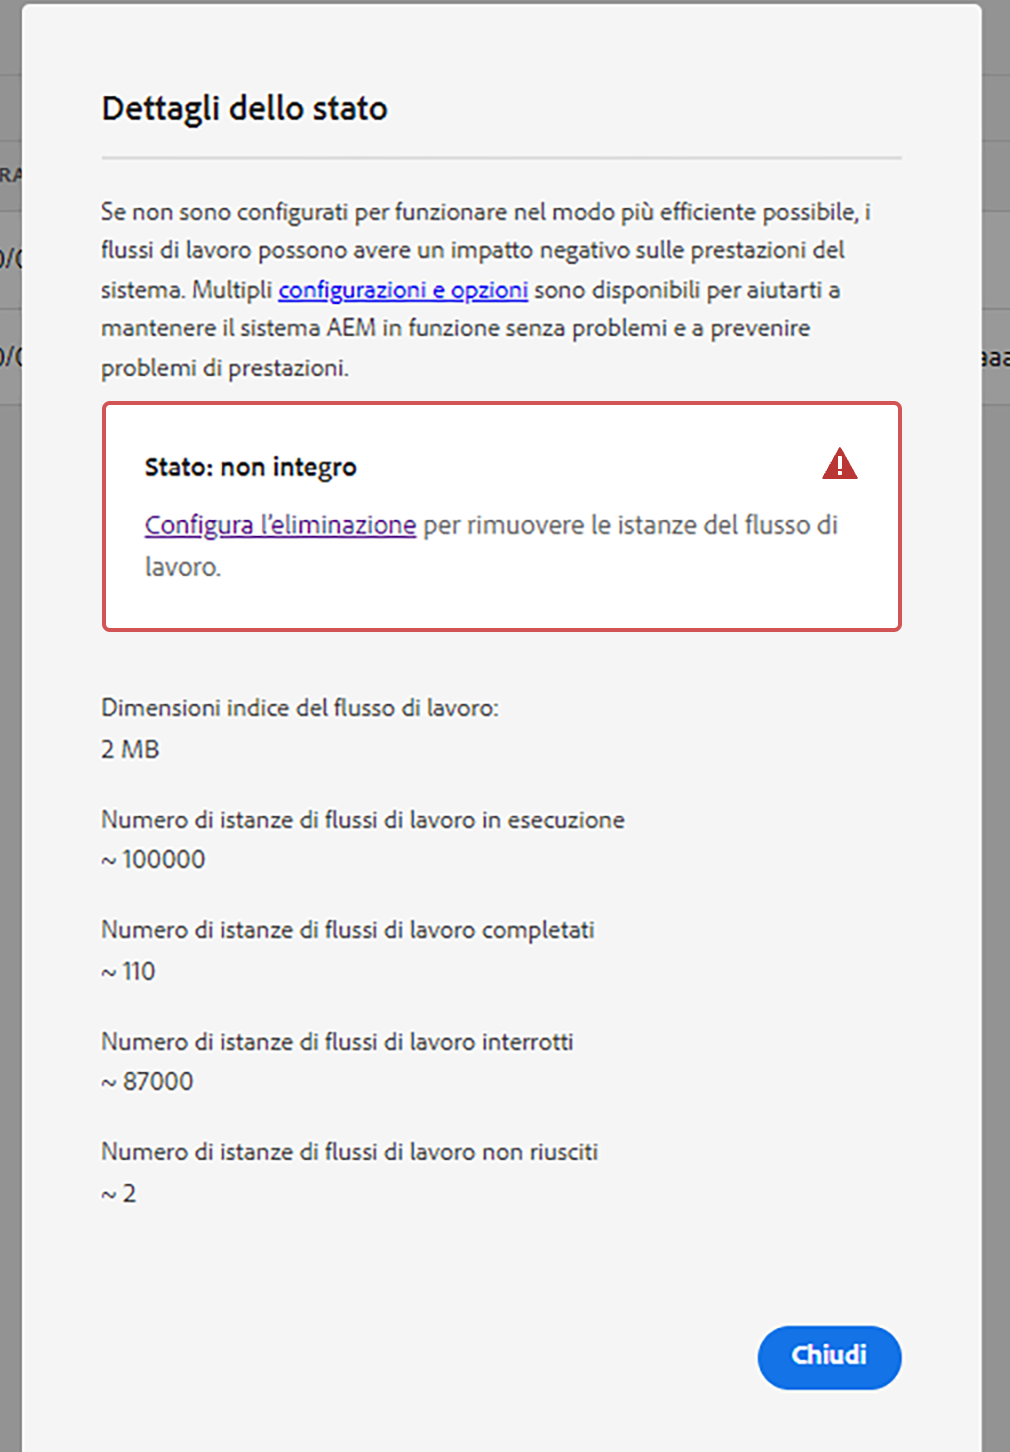 Dettagli dello stato
RA
Se non sono configurati per funzionare nel modo più efficiente possibile, i
flussi di lavoro possono avere un impatto negativo sulle prestazioni del
sistema. Multipli configurazioni e opzioni sono disponibili per aiutarti a
mantenere il sistema AEM in funzione senza problemi e a prevenire
problemi di prestazioni.
Stato: non integro
Configura l'eliminazione per rimuovere le istanze del flusso di
lavoro.
Dimensioni indice del flusso di lavoro:
2 MB
Numero di istanze di flussi di lavoro in esecuzione
~ 100000
Numero di istanze di flussi di lavoro completati
~ 110
Numero di istanze di flussi di lavoro interrotti
~ 87000
Numero di istanze di flussi di lavoro non riusciti
~ 2
Chiudi